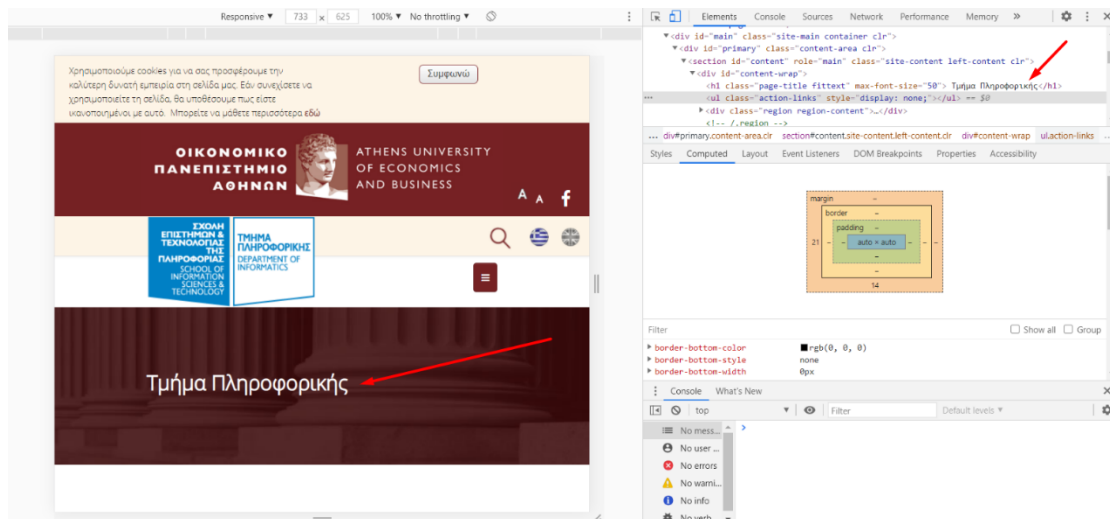 Responsive ▼ 733 x 625 100% ▼ No throttling ▼
Χρησιμοποιούμε cookies για να σας προσφέρουμε την
καλύτερη δυνατή εμπειρία στη σελίδα μας. Εάν συνεχίσετε να
χρησιμοποιείτε τη σελίδα, θα υποθέσουμε πως είστε
ικανοποιημένοι με αυτό. Μπορείτε να μάθετε περισσότερα εδώ
Συμφωνώ
ΟΙΚΟΝΟΜΙΚΟ
ΠΑΝΕΠΙΣΤΗΜΙΟ
ΑΘΗΝΩΝ
ATHENS UNIVERSITY
OF ECONOMICS
AND BUSINESS
A A f
ΣΧΟΛΗ
ΕΠΙΣΤΗΜΩΝ &
ΤΕΧΝΟΛΟΓΙΑΣ
ΤΗΣ
ΠΛΗΡΟΦΟΡΙΑΣ
SCHOOL OF
INFORMATION
SCIENCES &
TECHNOLOGY
ΤΜΗΜΑ
ΠΛΗΡΟΦΟΡΙΚΗΣ
DEPARTMENT OF
INFORMATICS
Τμήμα Πληροφορικής
Elements Console Sources Network Performance Memory »
▼<div id="main" class="site-main container clr">
▼<div id="primary" class="content-area clr">
▼<section id="content" role="main" class="site-content left-content clr">
▼<div id="content-wrap">
<h1 class="page-title fittext" max-font-size="50"> Τμήμα Πληροφορικής</h1>
... <ul class="action-links" style="display: none;"></ul> == $0
▶<div class="region region-content">…</div>
<!-- /.region -->
... div#primary.content-area.clr section#content.site-content.left-content.clr div#content-wrap ul.action-links ...
Styles Computed Layout Event Listeners DOM Breakpoints Properties Accessibility
margin –
border –
padding –
21 – – auto × auto – – –
–
–
14
Filter Show all Group
▶ border-bottom-color rgb(0, 0, 0)
▶ border-bottom-style none
▶ border-bottom-width 0px
Console What's New
top ▼ Filter Default levels ▼
No mess...
No user ...
No errors
No warni...
No info
No verb...